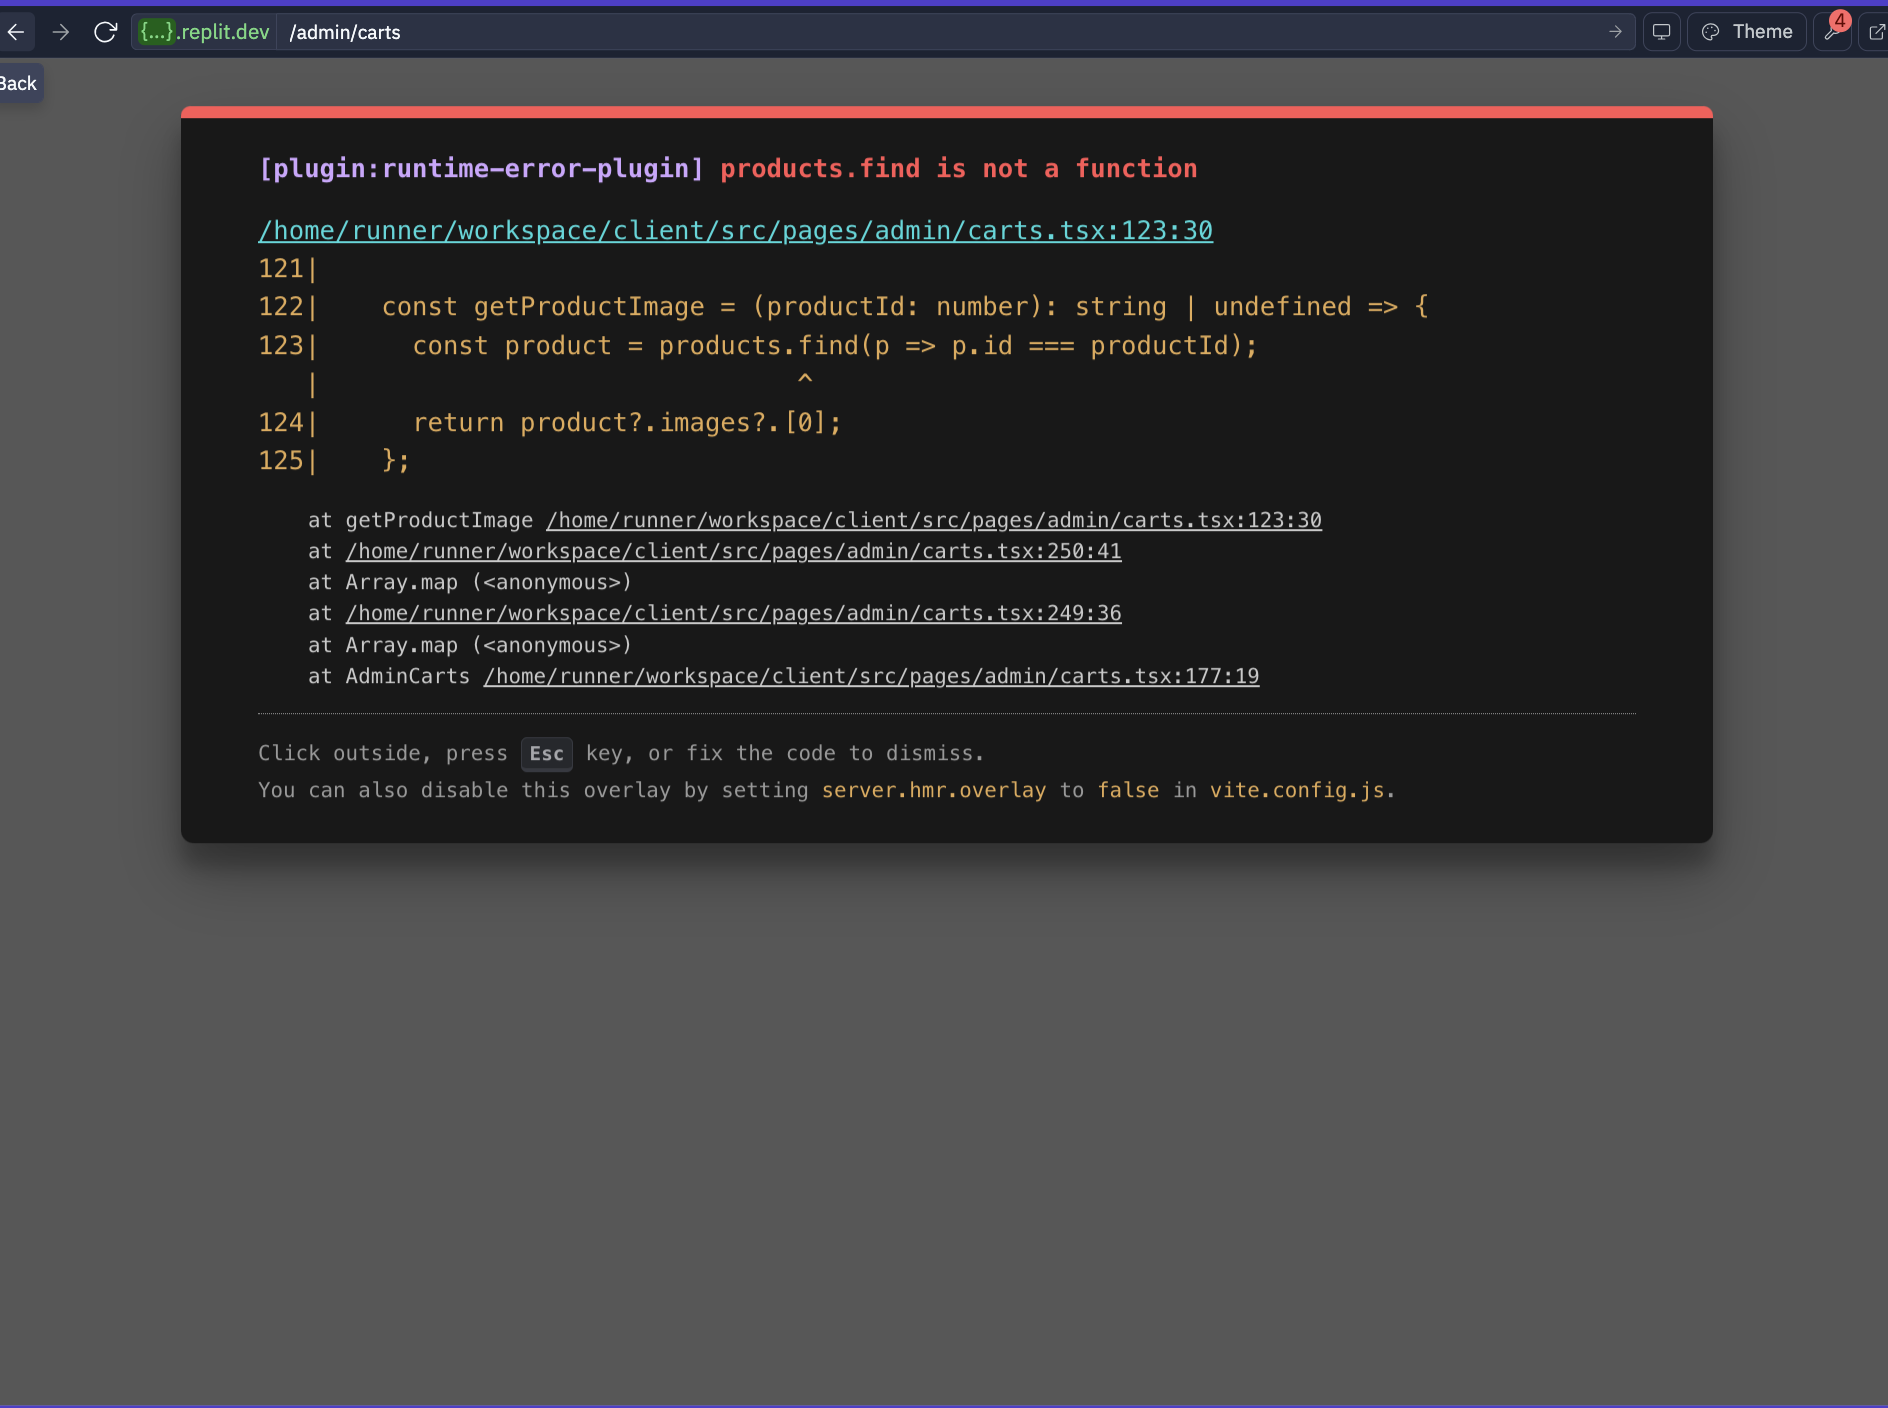 {...}.replit.dev /admin/carts Theme 4
Back
[plugin:runtime-error-plugin] products.find is not a function
/home/runner/workspace/client/src/pages/admin/carts.tsx:123:30
121|
122|    const getProductImage = (productId: number): string | undefined => {
123|      const product = products.find(p => p.id === productId);
   |                               ^
124|      return product?.images?.[0];
125|    };
at getProductImage /home/runner/workspace/client/src/pages/admin/carts.tsx:123:30
at /home/runner/workspace/client/src/pages/admin/carts.tsx:250:41
at Array.map (<anonymous>)
at /home/runner/workspace/client/src/pages/admin/carts.tsx:249:36
at Array.map (<anonymous>)
at AdminCarts /home/runner/workspace/client/src/pages/admin/carts.tsx:177:19
Click outside, press Esc key, or fix the code to dismiss.
You can also disable this overlay by setting server.hmr.overlay to false in vite.config.js.